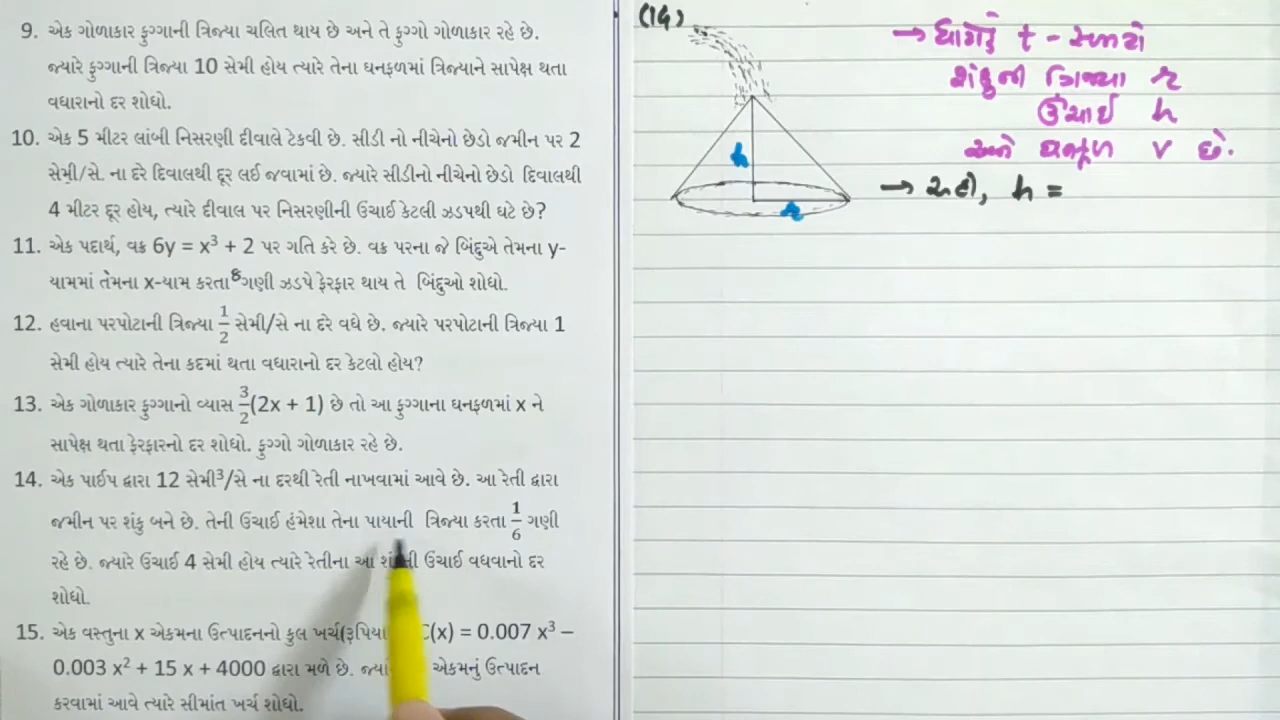 9. એક ગોળાકાર ફુગ્ગાની ત્રિજ્યા ચલિત થાય છે અને તે ફુગ્ગો ગોળાકાર રહે છે.
જ્યારે ફુગ્ગાની ત્રિજ્યા 10 સેમી હોય ત્યારે તેના ઘનફળમાં ત્રિજ્યાને સાપેક્ષ થતા
વધારાનો દર શોધો.
10. એક 5 મીટર લાંબી નિસરણી દીવાલે ટેકવી છે. સીડી નો નીચેનો છેડો જમીન પર 2
સેમી/સે. ના દરે દિવાલથી દૂર લઈ જવામાં છે. જ્યારે સીડીનો નીચેનો છેડો દિવાલથી
4 મીટર દૂર હોય, ત્યારે દીવાલ પર નિસરણીની ઉંચાઈ કેટલી ઝડપથી ઘટે છે?
11. એક પદાર્થ, વક્ર 6y = x³ + 2 પર ગતિ કરે છે. વક્ર પરના જે બિંદુએ તેમના y-
યામમાં તેમના x-યામ કરતા 8 ગણી ઝડપે ફેરફાર થાય તે બિંદુઓ શોધો.
12. હવાના પરપોટાની ત્રિજ્યા 1/2 સેમી/સે ના દરે વધે છે. જ્યારે પરપોટાની ત્રિજ્યા 1
સેમી હોય ત્યારે તેના કદમાં થતા વધારાનો દર કેટલો હોય?
13. એક ગોળાકાર ફુગ્ગાનો વ્યાસ 3/2(2x + 1) છે તો આ ફુગ્ગાના ઘનફળમાં x ને
સાપેક્ષ થતા ફેરફારનો દર શોધો. ફુગ્ગો ગોળાકાર રહે છે.
14. એક પાઈપ દ્વારા 12 સેમી³/સે ના દરથી રેતી નાખવામાં આવે છે. આ રેતી દ્વારા
જમીન પર શંકુ બને છે. તેની ઉંચાઈ હંમેશા તેના પાયાની ત્રિજ્યા કરતા 1/6 ગણી
રહે છે. જ્યારે ઉંચાઈ 4 સેમી હોય ત્યારે રેતીના આ ઉંચાઈ વધવાનો દર
શોધો.
15. એક વસ્તુના x એકમના ઉત્પાદનનો કુલ ખર્ચ(રૂપિયા C(x) = 0.007 x³ –
0.003 x² + 15 x + 4000 દ્વારા મળે છે. એકમનું ઉત્પાદન
કરવામાં આવે ત્યારે સીમાંત ખર્ચ શોધો.
(14)
h
r
→ ધારોકે t - સમયે
શંકુની ત્રિજ્યા r
ઉંચાઈ h
અને ઘનફળ v છે.
→ અહીં, h =